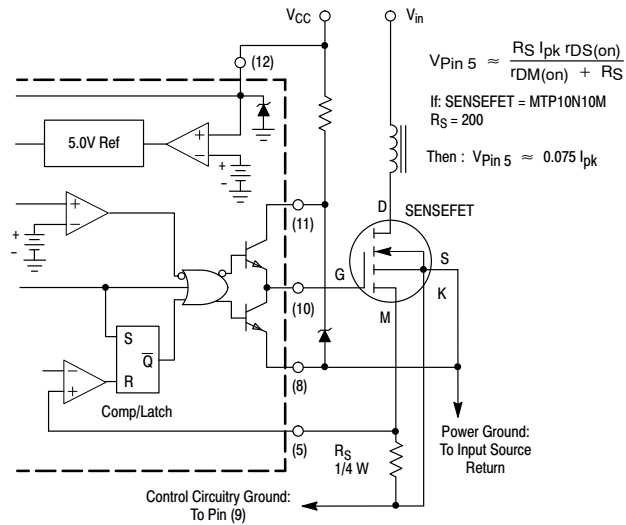 VCC
Vin
(12)
VPin 5 ≈ RS Ipk rDS(on)
rDM(on) + RS
If: SENSEFET = MTP10N10M
RS = 200
Then : VPin 5 ≈ 0.075 Ipk
5.0V Ref
+
−
+
−
+
−
+
−
D
SENSEFET
(11)
G
S
K
M
(10)
S
Q̅
R
−
+
Comp/Latch
(8)
(5)
RS
1/4 W
Power Ground:
To Input Source
Return
Control Circuitry Ground:
To Pin (9)